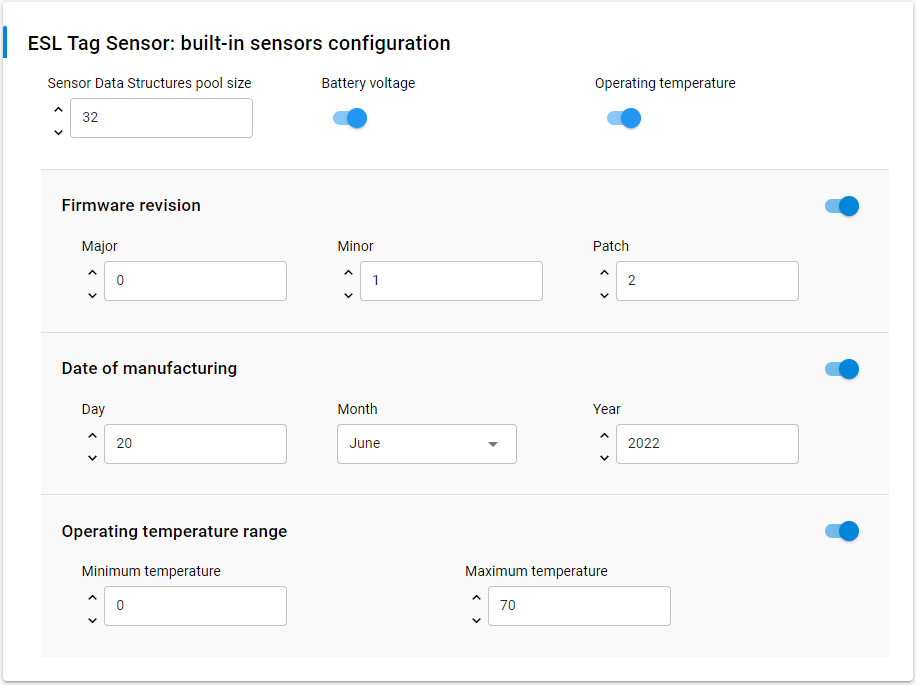 ESL Tag Sensor: built-in sensors configuration
Sensor Data Structures pool size Battery voltage Operating temperature
32
Firmware revision
Major Minor Patch
0 1 2
Date of manufacturing
Day Month Year
20 June 2022
Operating temperature range
Minimum temperature Maximum temperature
0 70